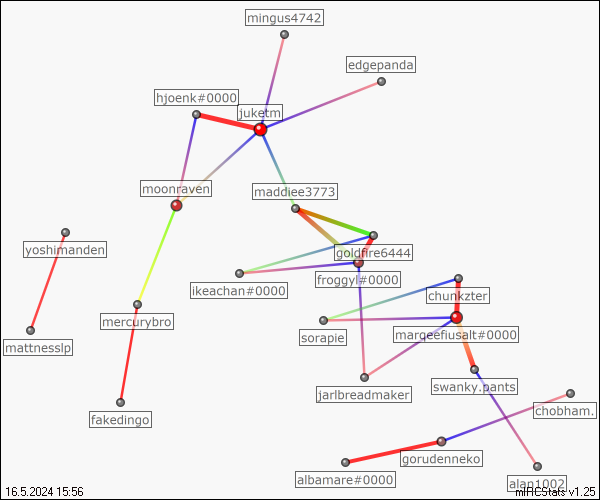 mingus4742
edgepanda
hjoenk#0000
juketm
moonraven
maddiee3773
yoshimanden
goldfire6444
froggyl#0000
ikeachan#0000
chunkzter
mercurybro
sorapie
margeefiusalt#0000
mattnesslp
swanky.pants
jarlbreadmaker
chobham.
fakedingo
gorudenneko
albamare#0000
alan1002
16.5.2024 15:56
mIRCStats v1.25